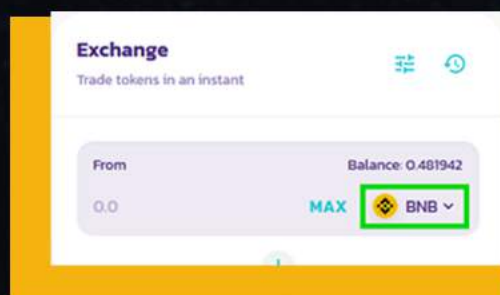 Exchange
Trade tokens in an instant
From
Balance: 0.481942
0.0
MAX
BNB